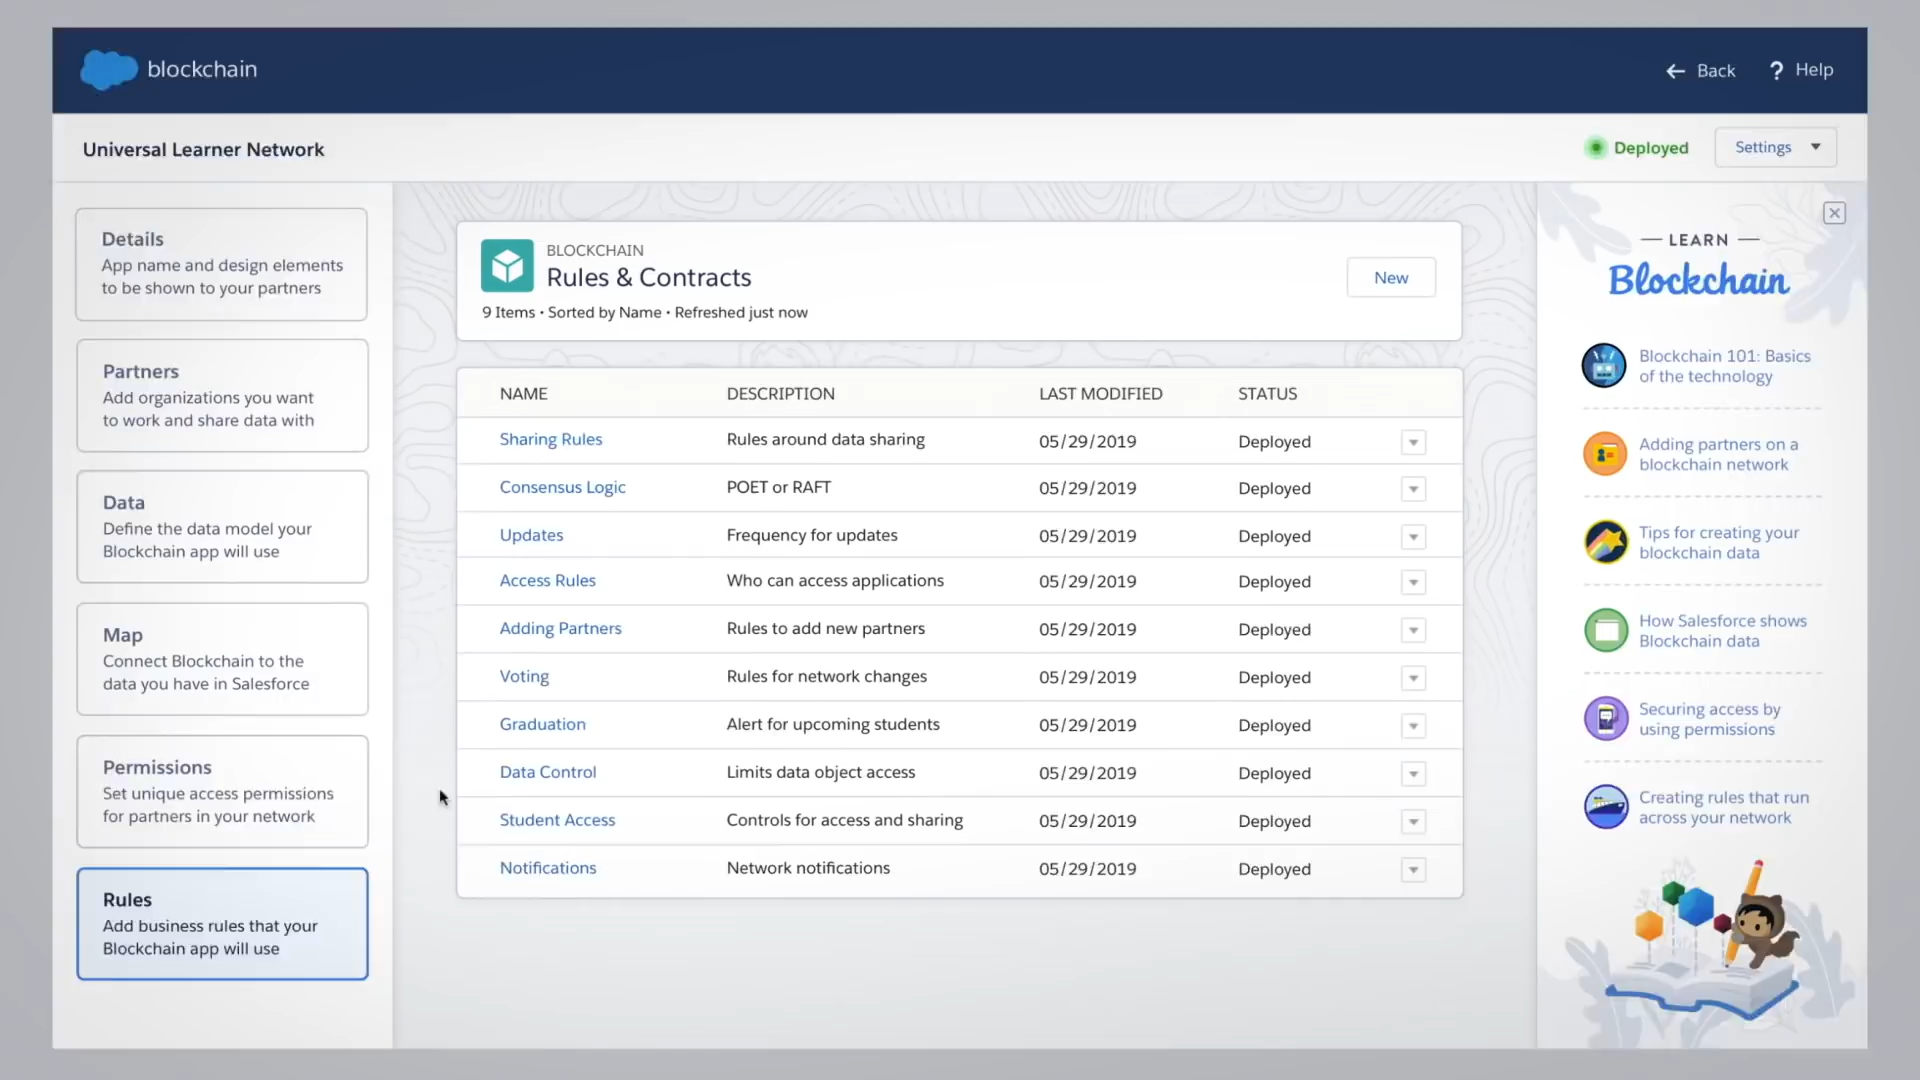 blockchain
Back
? Help
Universal Learner Network
Deployed
Settings
Details
App name and design elements
to be shown to your partners
Partners
Add organizations you want
to work and share data with
Data
Define the data model your
Blockchain app will use
Map
Connect Blockchain to the
data you have in Salesforce
Permissions
Set unique access permissions
for partners in your network
Rules
Add business rules that your
Blockchain app will use
BLOCKCHAIN
Rules & Contracts
9 Items • Sorted by Name • Refreshed just now
New
NAME DESCRIPTION LAST MODIFIED STATUS
Sharing Rules Rules around data sharing 05/29/2019 Deployed
Consensus Logic POET or RAFT 05/29/2019 Deployed
Updates Frequency for updates 05/29/2019 Deployed
Access Rules Who can access applications 05/29/2019 Deployed
Adding Partners Rules to add new partners 05/29/2019 Deployed
Voting Rules for network changes 05/29/2019 Deployed
Graduation Alert for upcoming students 05/29/2019 Deployed
Data Control Limits data object access 05/29/2019 Deployed
Student Access Controls for access and sharing 05/29/2019 Deployed
Notifications Network notifications 05/29/2019 Deployed
LEARN
Blockchain
Blockchain 101: Basics
of the technology
Adding partners on a
blockchain network
Tips for creating your
blockchain data
How Salesforce shows
Blockchain data
Securing access by
using permissions
Creating rules that run
across your network